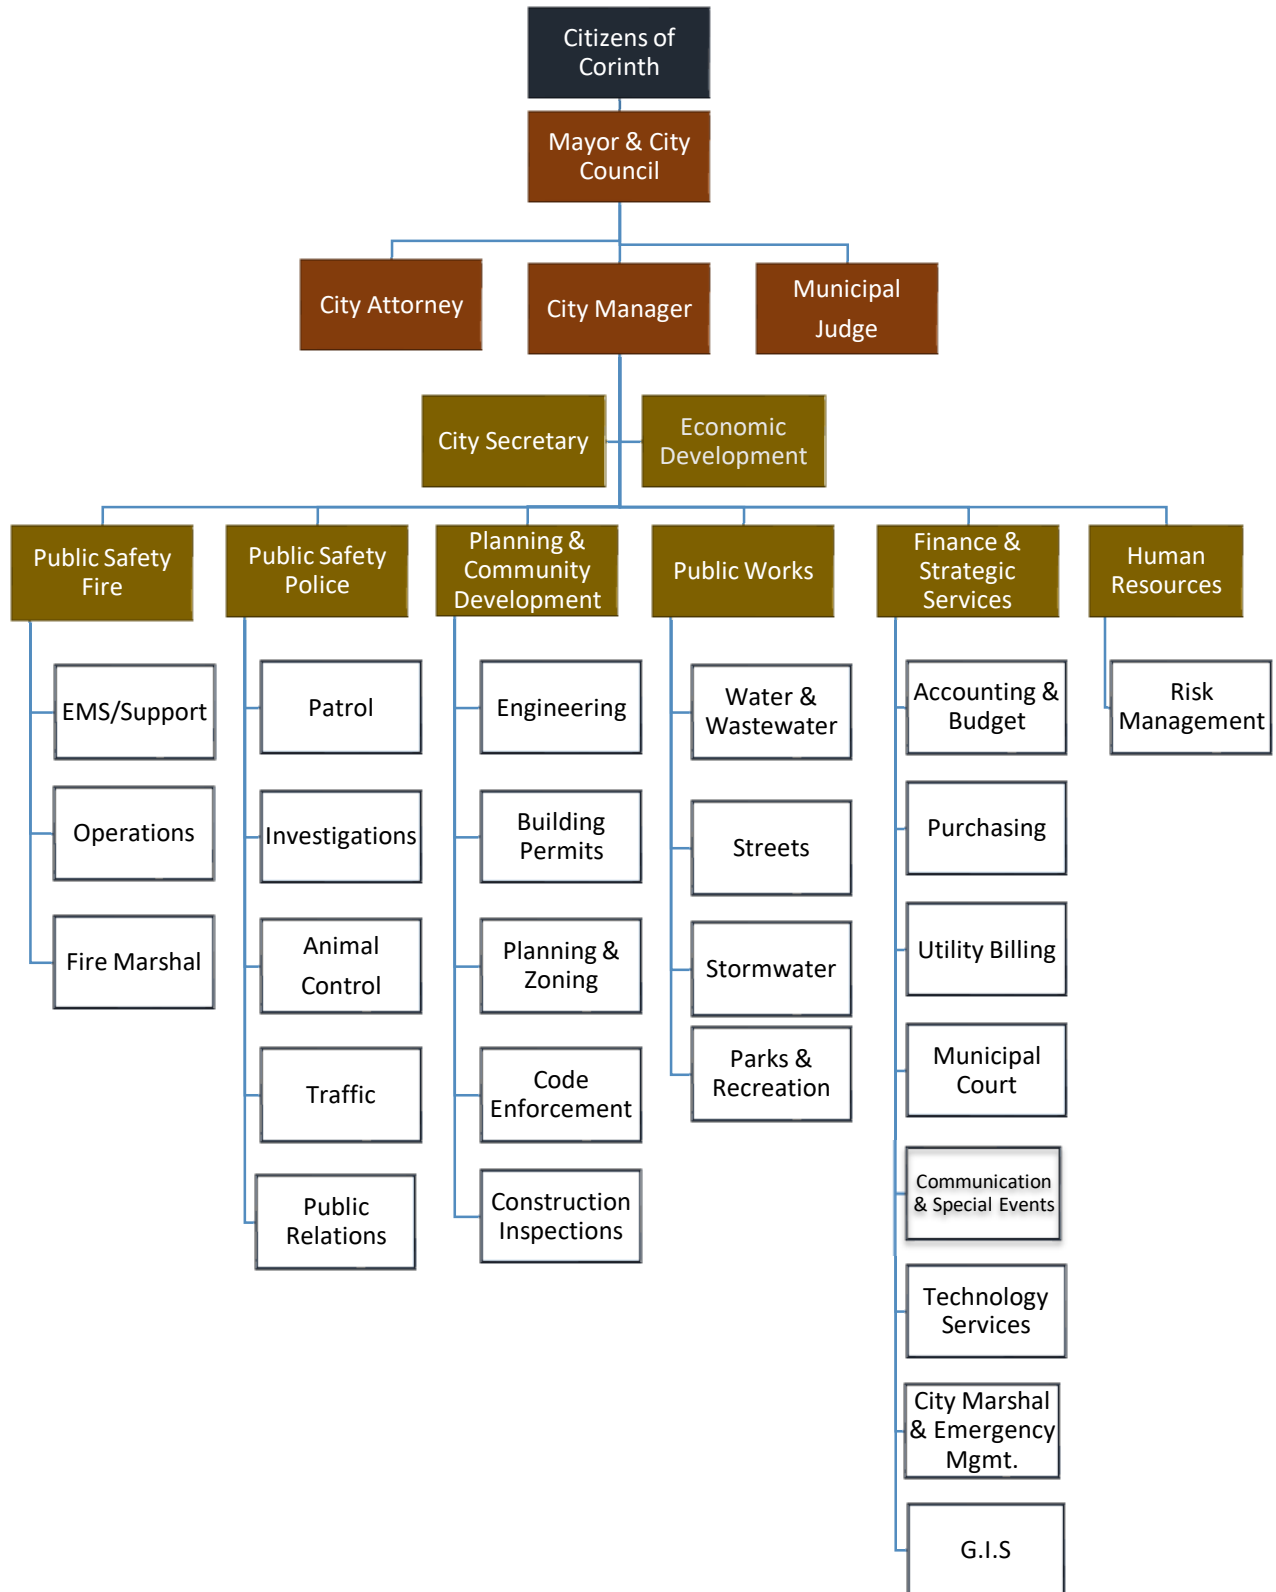 Citizens of
Corinth
Mayor & City
Council
City Attorney
City Manager
Municipal
Judge
City Secretary
Economic
Development
Public Safety
Fire
Public Safety
Police
Planning &
Community
Development
Public Works
Finance &
Strategic
Services
Human
Resources
EMS/Support
Operations
Fire Marshal
Patrol
Investigations
Animal
Control
Traffic
Public
Relations
Engineering
Building
Permits
Planning &
Zoning
Code
Enforcement
Construction
Inspections
Water &
Wastewater
Streets
Stormwater
Parks &
Recreation
Accounting &
Budget
Purchasing
Utility Billing
Municipal
Court
Communication
& Special Events
Technology
Services
City Marshal
& Emergency
Mgmt.
G.I.S
Risk
Management